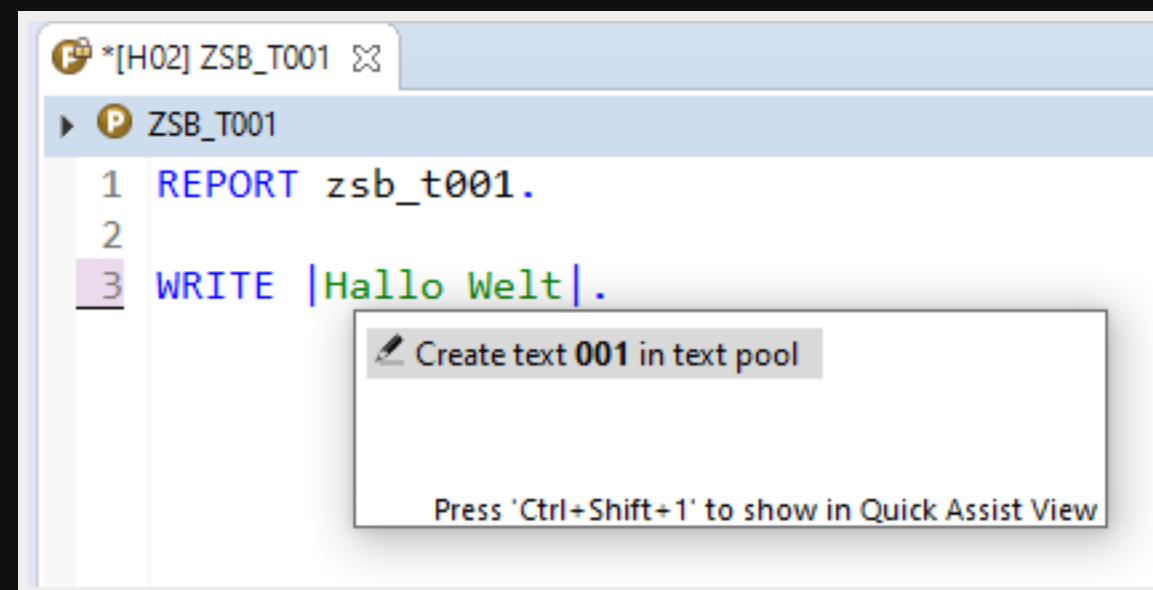 *[H02] ZSB_T001
ZSB_T001
1 REPORT zsb_t001.
2
3 WRITE |Hallo Welt|.
Create text 001 in text pool
Press 'Ctrl+Shift+1' to show in Quick Assist View